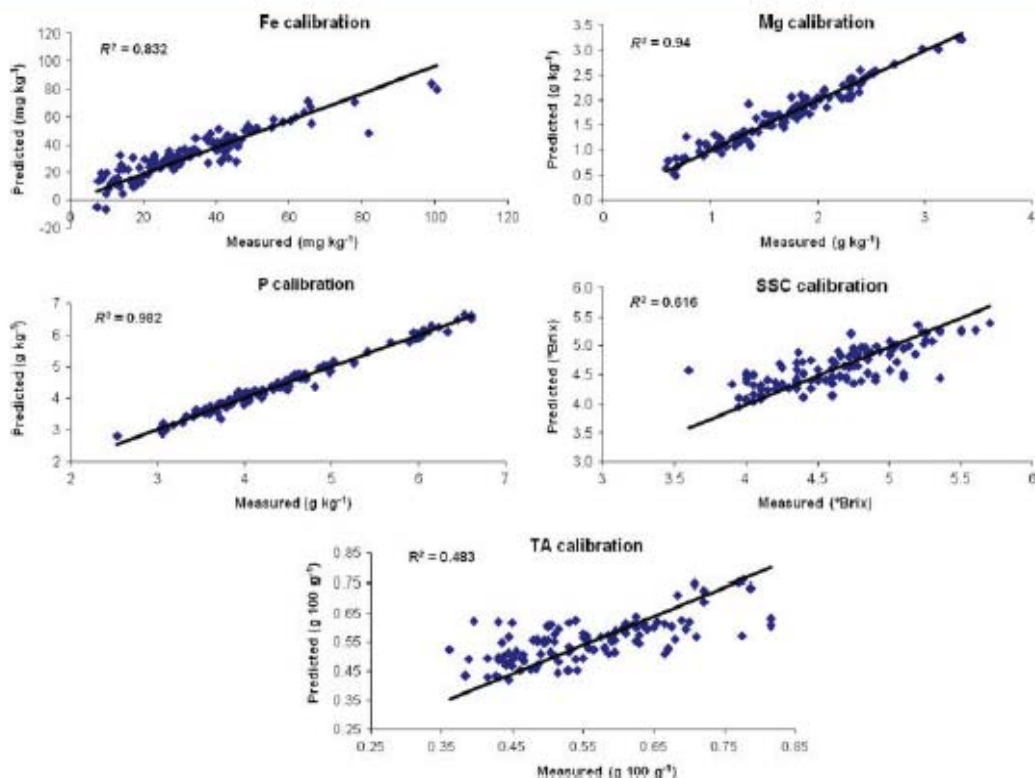 Fe calibration
R² = 0.832
Predicted (mg kg⁻¹)
120
100
80
60
40
20
0
-20
0 20 40 60 80 100 120
Measured (mg kg⁻¹)
Mg calibration
R² = 0.94
Predicted (g kg⁻¹)
3.5
3.0
2.5
2.0
1.5
1.0
0.5
0.0
0 1 2 3 4
Measured (g kg⁻¹)
P calibration
R² = 0.982
Predicted (g kg⁻¹)
7
6
5
4
3
2
2 3 4 5 6 7
Measured (g kg⁻¹)
SSC calibration
R² = 0.616
Predicted (°Brix)
6.0
5.5
5.0
4.5
4.0
3.5
3.0
3 3.5 4 4.5 5 5.5 6
Measured (°Brix)
TA calibration
R² = 0.483
Predicted (g 100 g⁻¹)
0.85
0.75
0.65
0.55
0.45
0.35
0.25
0.25 0.35 0.45 0.55 0.65 0.75 0.85
Measured (g 100 g⁻¹)